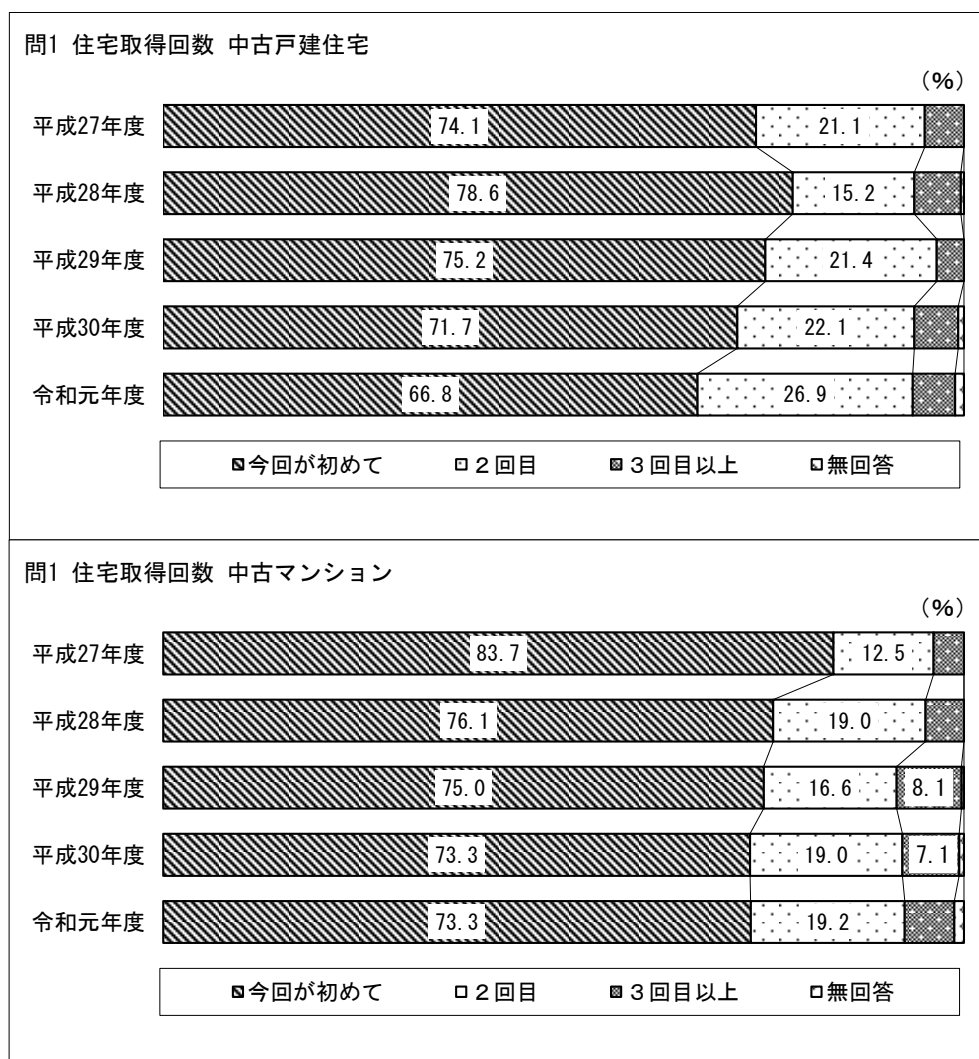 問1 住宅取得回数 中古戸建住宅
(%)
平成27年度 74.1 21.1
平成28年度 78.6 15.2
平成29年度 75.2 21.4
平成30年度 71.7 22.1
令和元年度 66.8 26.9
今回が初めて ２回目 ３回目以上 無回答
問1 住宅取得回数 中古マンション
(%)
平成27年度 83.7 12.5
平成28年度 76.1 19.0
平成29年度 75.0 16.6 8.1
平成30年度 73.3 19.0 7.1
令和元年度 73.3 19.2
今回が初めて ２回目 ３回目以上 無回答